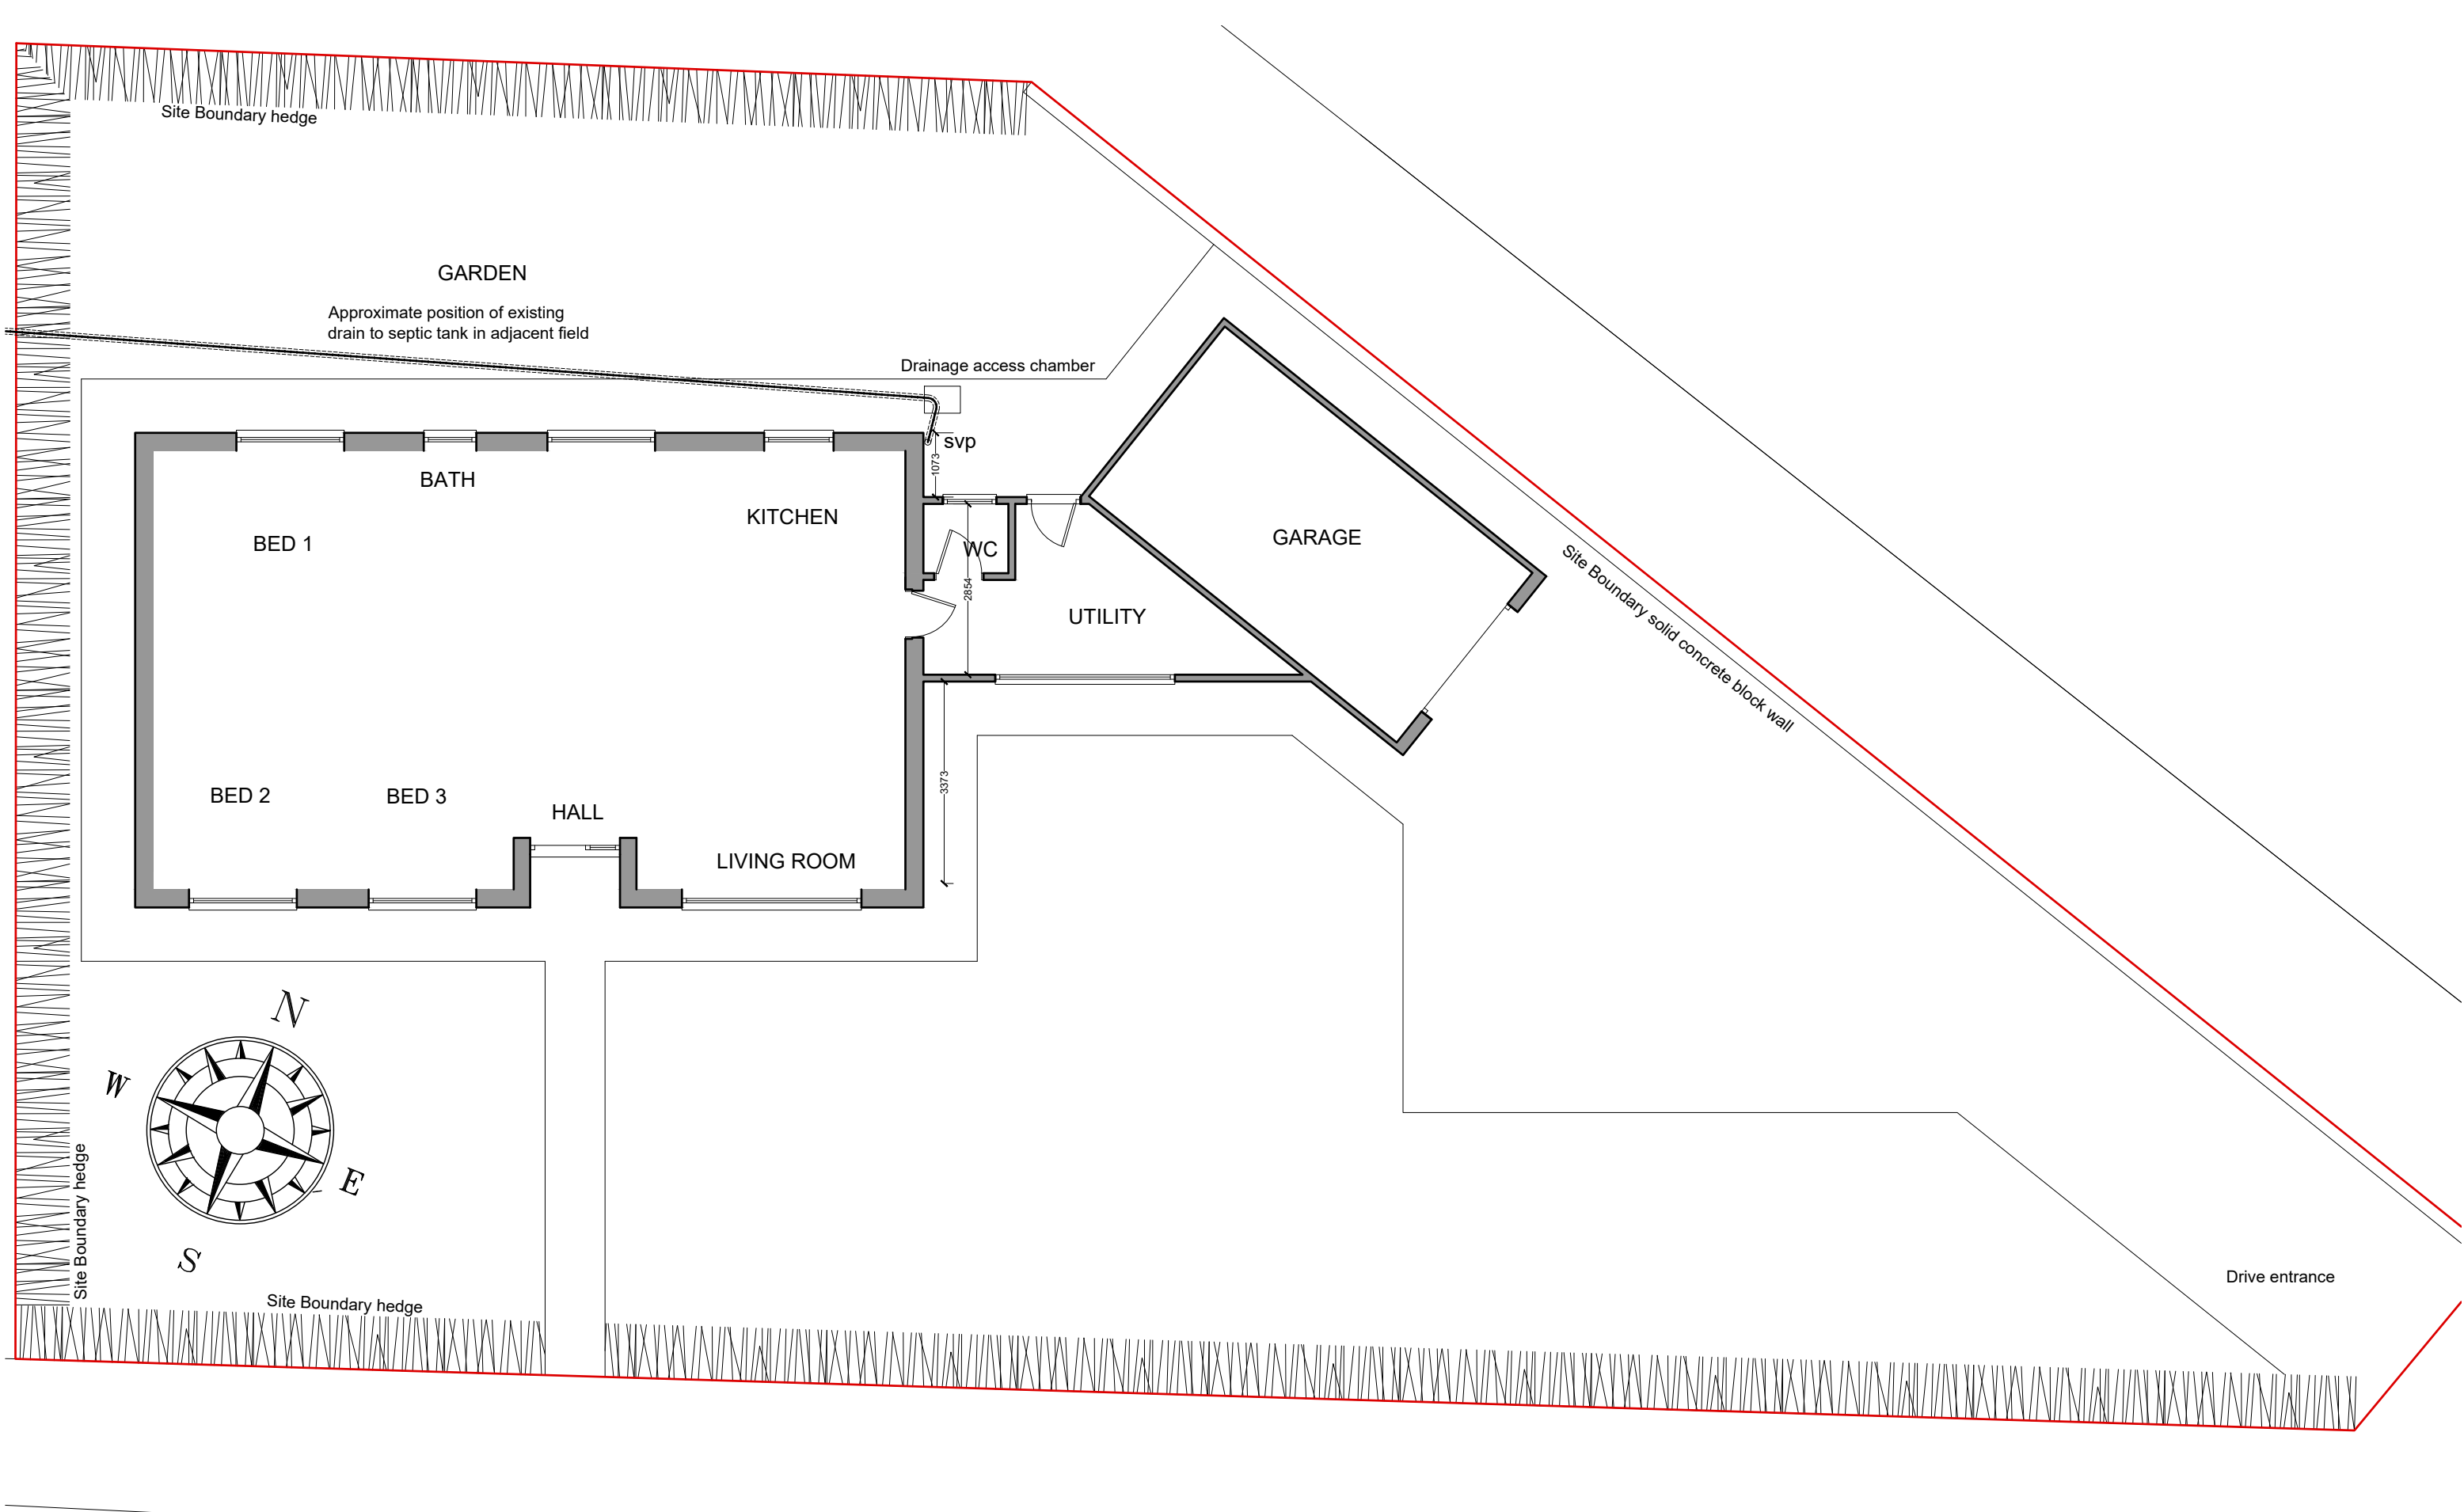 Site Boundary hedge
GARDEN
Approximate position of existing
drain to septic tank in adjacent field
Drainage access chamber
svp
1073
BATH
KITCHEN
BED 1
WC
GARAGE
2854
UTILITY
Site Boundary solid concrete block wall
3373
BED 2
BED 3
HALL
LIVING ROOM
N
W
E
S
Site Boundary hedge
Site Boundary hedge
Drive entrance